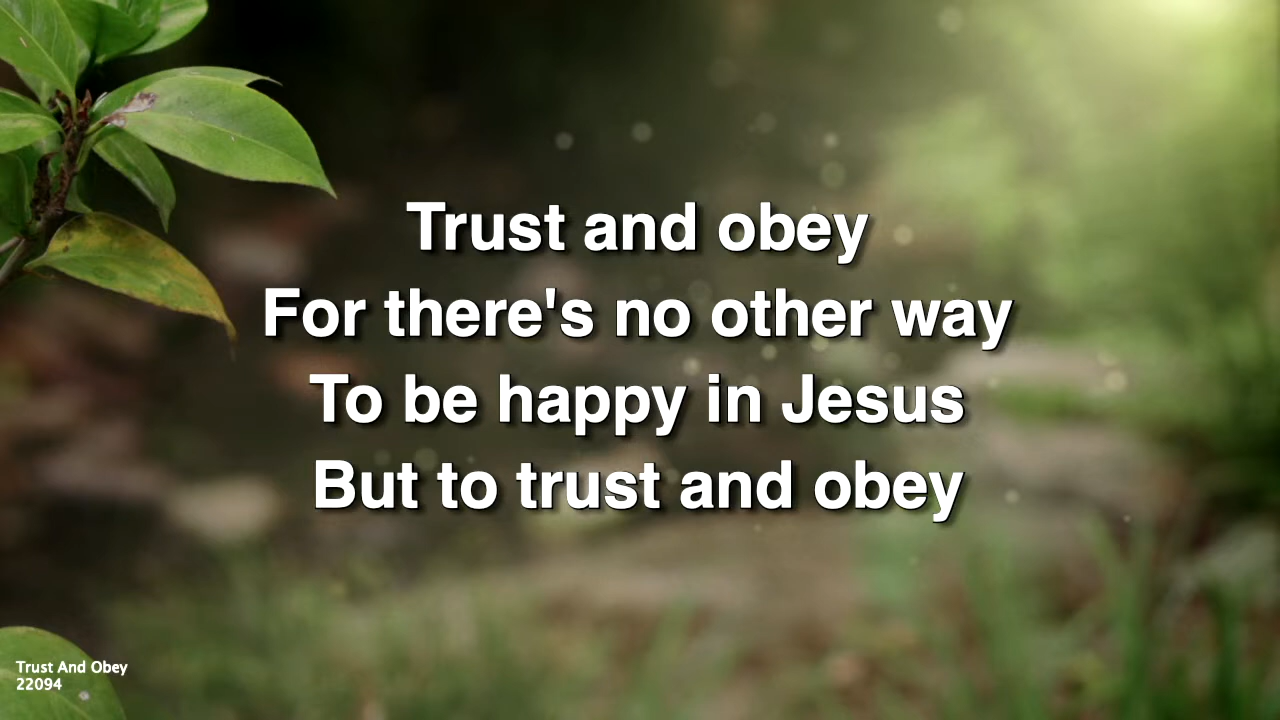 Trust and obey
For there's no other way
To be happy in Jesus
But to trust and obey
Trust And Obey
22094